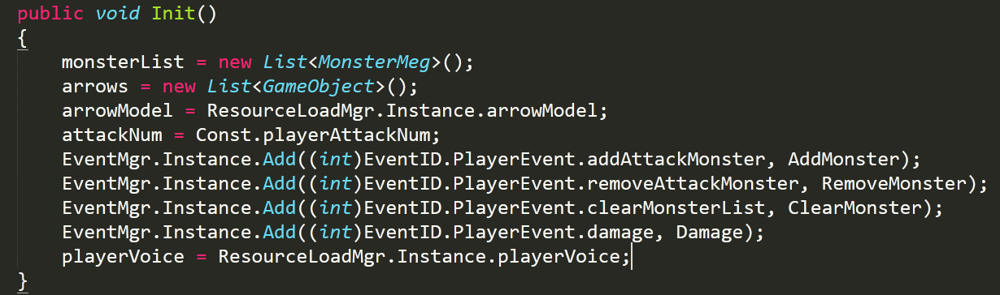 public void Init()
{
monsterList = new List<MonsterMeg>();
arrows = new List<GameObject>();
arrowModel = ResourceLoadMgr.Instance.arrowModel;
attackNum = Const.playerAttackNum;
EventMgr.Instance.Add((int)EventID.PlayerEvent.addAttackMonster, AddMonster);
EventMgr.Instance.Add((int)EventID.PlayerEvent.removeAttackMonster, RemoveMonster);
EventMgr.Instance.Add((int)EventID.PlayerEvent.clearMonsterList, ClearMonster);
EventMgr.Instance.Add((int)EventID.PlayerEvent.damage, Damage);
playerVoice = ResourceLoadMgr.Instance.playerVoice;
}